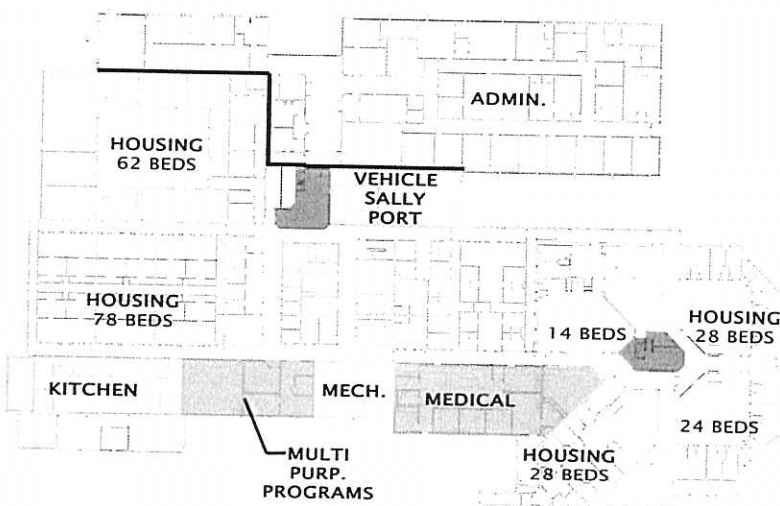 ADMIN.
HOUSING
62 BEDS
VEHICLE
SALLY
PORT
HOUSING
78 BEDS
14 BEDS
HOUSING
28 BEDS
KITCHEN
MECH.
MEDICAL
24 BEDS
MULTI
PURP.
PROGRAMS
HOUSING
28 BEDS